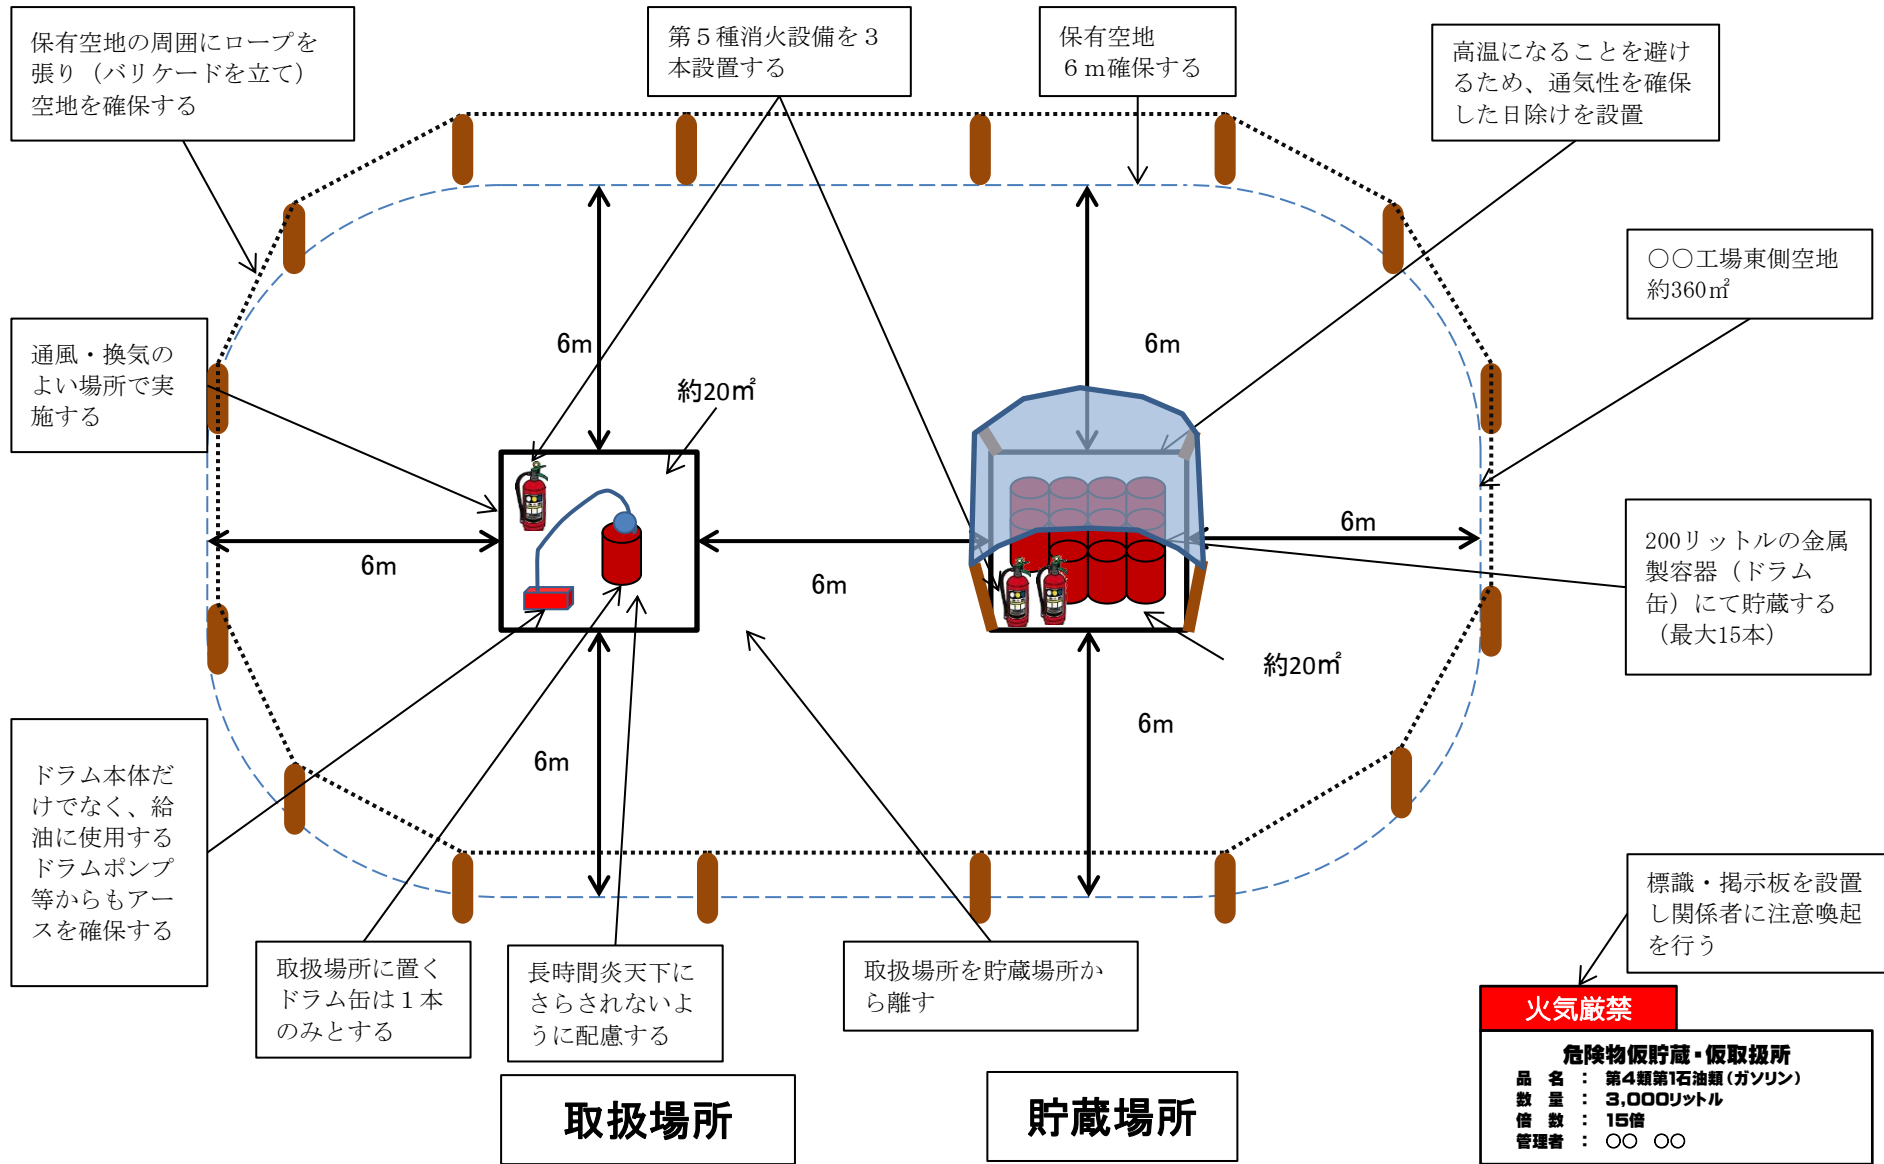 保有空地の周囲にロープを
張り（バリケードを立て）
空地を確保する
第５種消火設備を３
本設置する
保有空地
６ｍ確保する
高温になることを避け
るため、通気性を確保
した日除けを設置
〇〇工場東側空地
約360㎡
通風・換気の
よい場所で実
施する
6m
6m
約20㎡
6m
6m
6m
200リットルの金属
製容器（ドラム
缶）にて貯蔵する
（最大15本）
約20㎡
6m
6m
ドラム本体だ
けでなく、給
油に使用する
ドラムポンプ
等からもアー
スを確保する
取扱場所に置く
ドラム缶は１本
のみとする
長時間炎天下に
さらされないよ
うに配慮する
取扱場所を貯蔵場所か
ら離す
標識・掲示板を設置
し関係者に注意喚起
を行う
火気厳禁
危険物仮貯蔵・仮取扱所
品　名　：　第4類第1石油類（ガソリン）
数　量　：　3,000リットル
倍　数　：　15倍
管理者　：　〇〇　〇〇
取扱場所
貯蔵場所